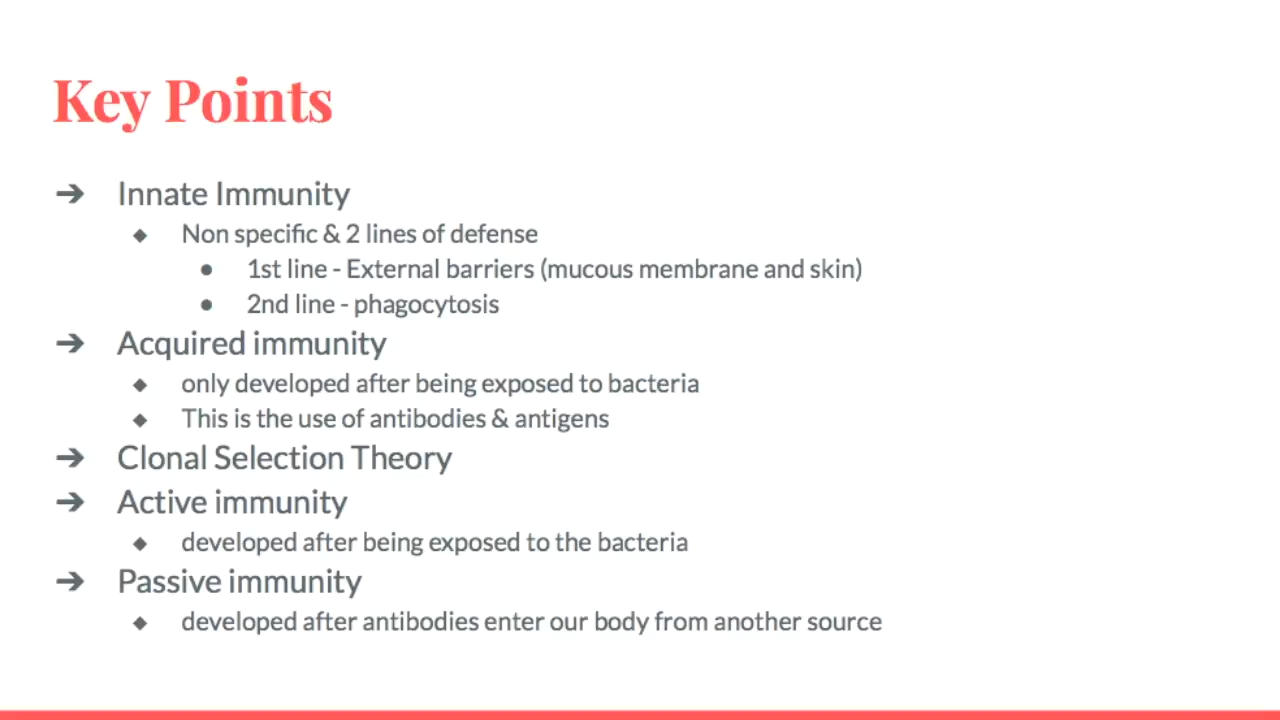 Key Points
➔ Innate Immunity
◆ Non specific & 2 lines of defense
● 1st line - External barriers (mucous membrane and skin)
● 2nd line - phagocytosis
➔ Acquired immunity
◆ only developed after being exposed to bacteria
◆ This is the use of antibodies & antigens
➔ Clonal Selection Theory
➔ Active immunity
◆ developed after being exposed to the bacteria
➔ Passive immunity
◆ developed after antibodies enter our body from another source